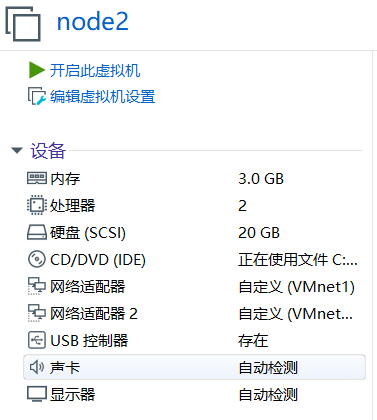 node2
开启此虚拟机
编辑虚拟机设置
设备
内存 3.0 GB
处理器 2
硬盘 (SCSI) 20 GB
CD/DVD (IDE) 正在使用文件 C:...
网络适配器 自定义 (VMnet1)
网络适配器 2 自定义 (VMnet...
USB 控制器 存在
声卡 自动检测
显示器 自动检测